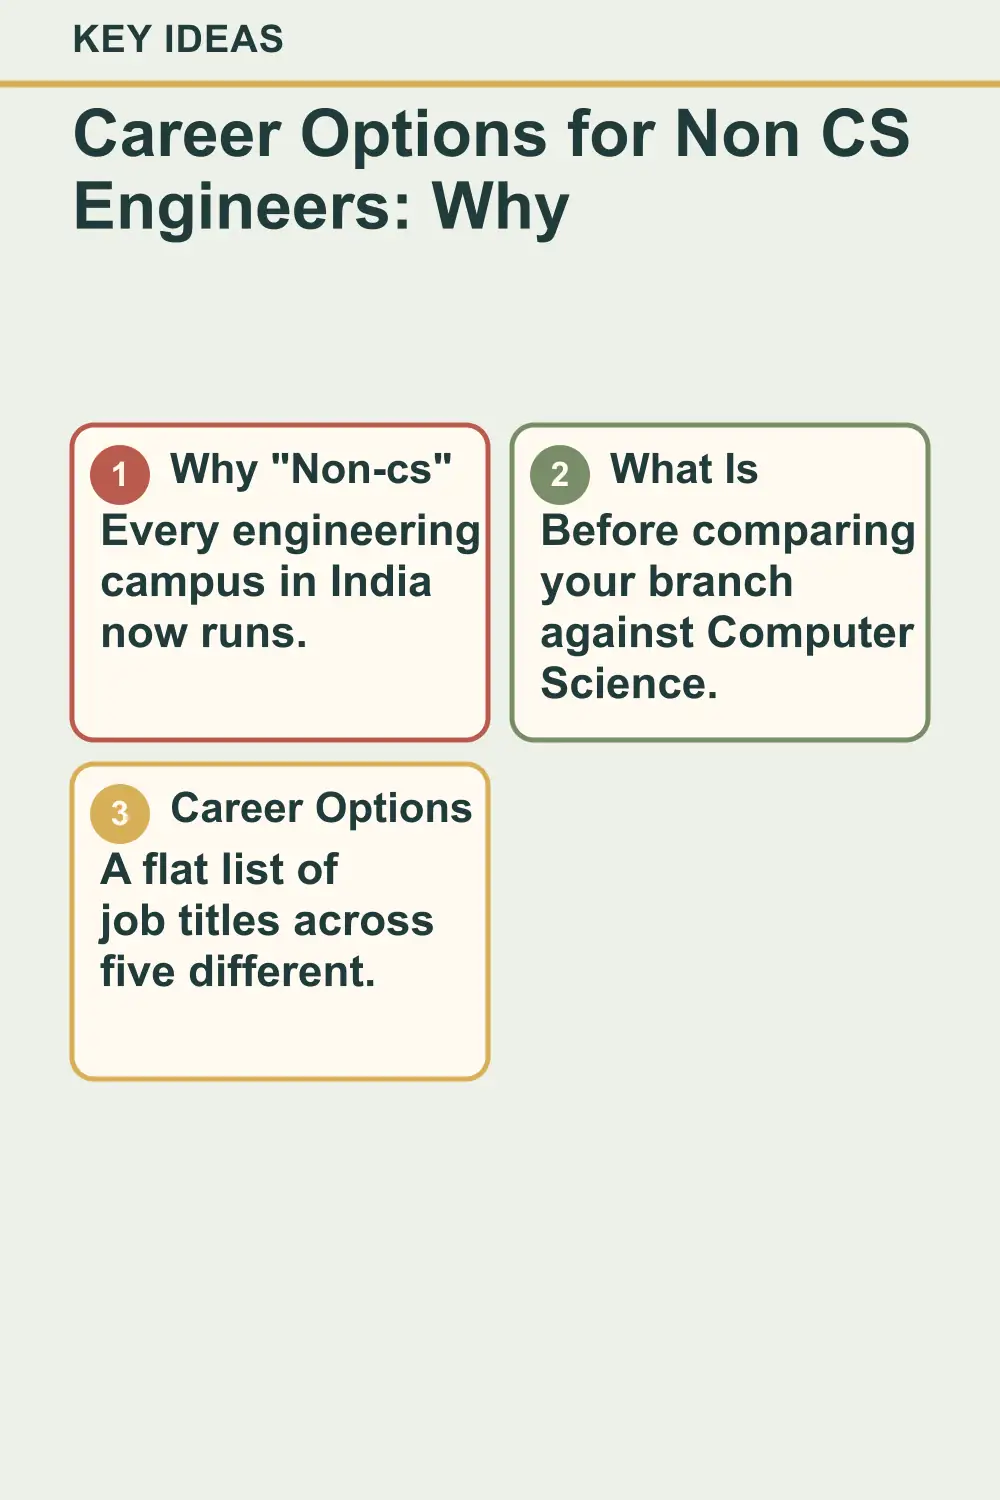 KEY IDEAS
Career Options for Non CS
Engineers: Why
1 Why "Non-cs"
Every engineering
campus in India
now runs.
2 What Is
Before comparing
your branch
against Computer
Science.
3 Career Options
A flat list of
job titles across
five different.